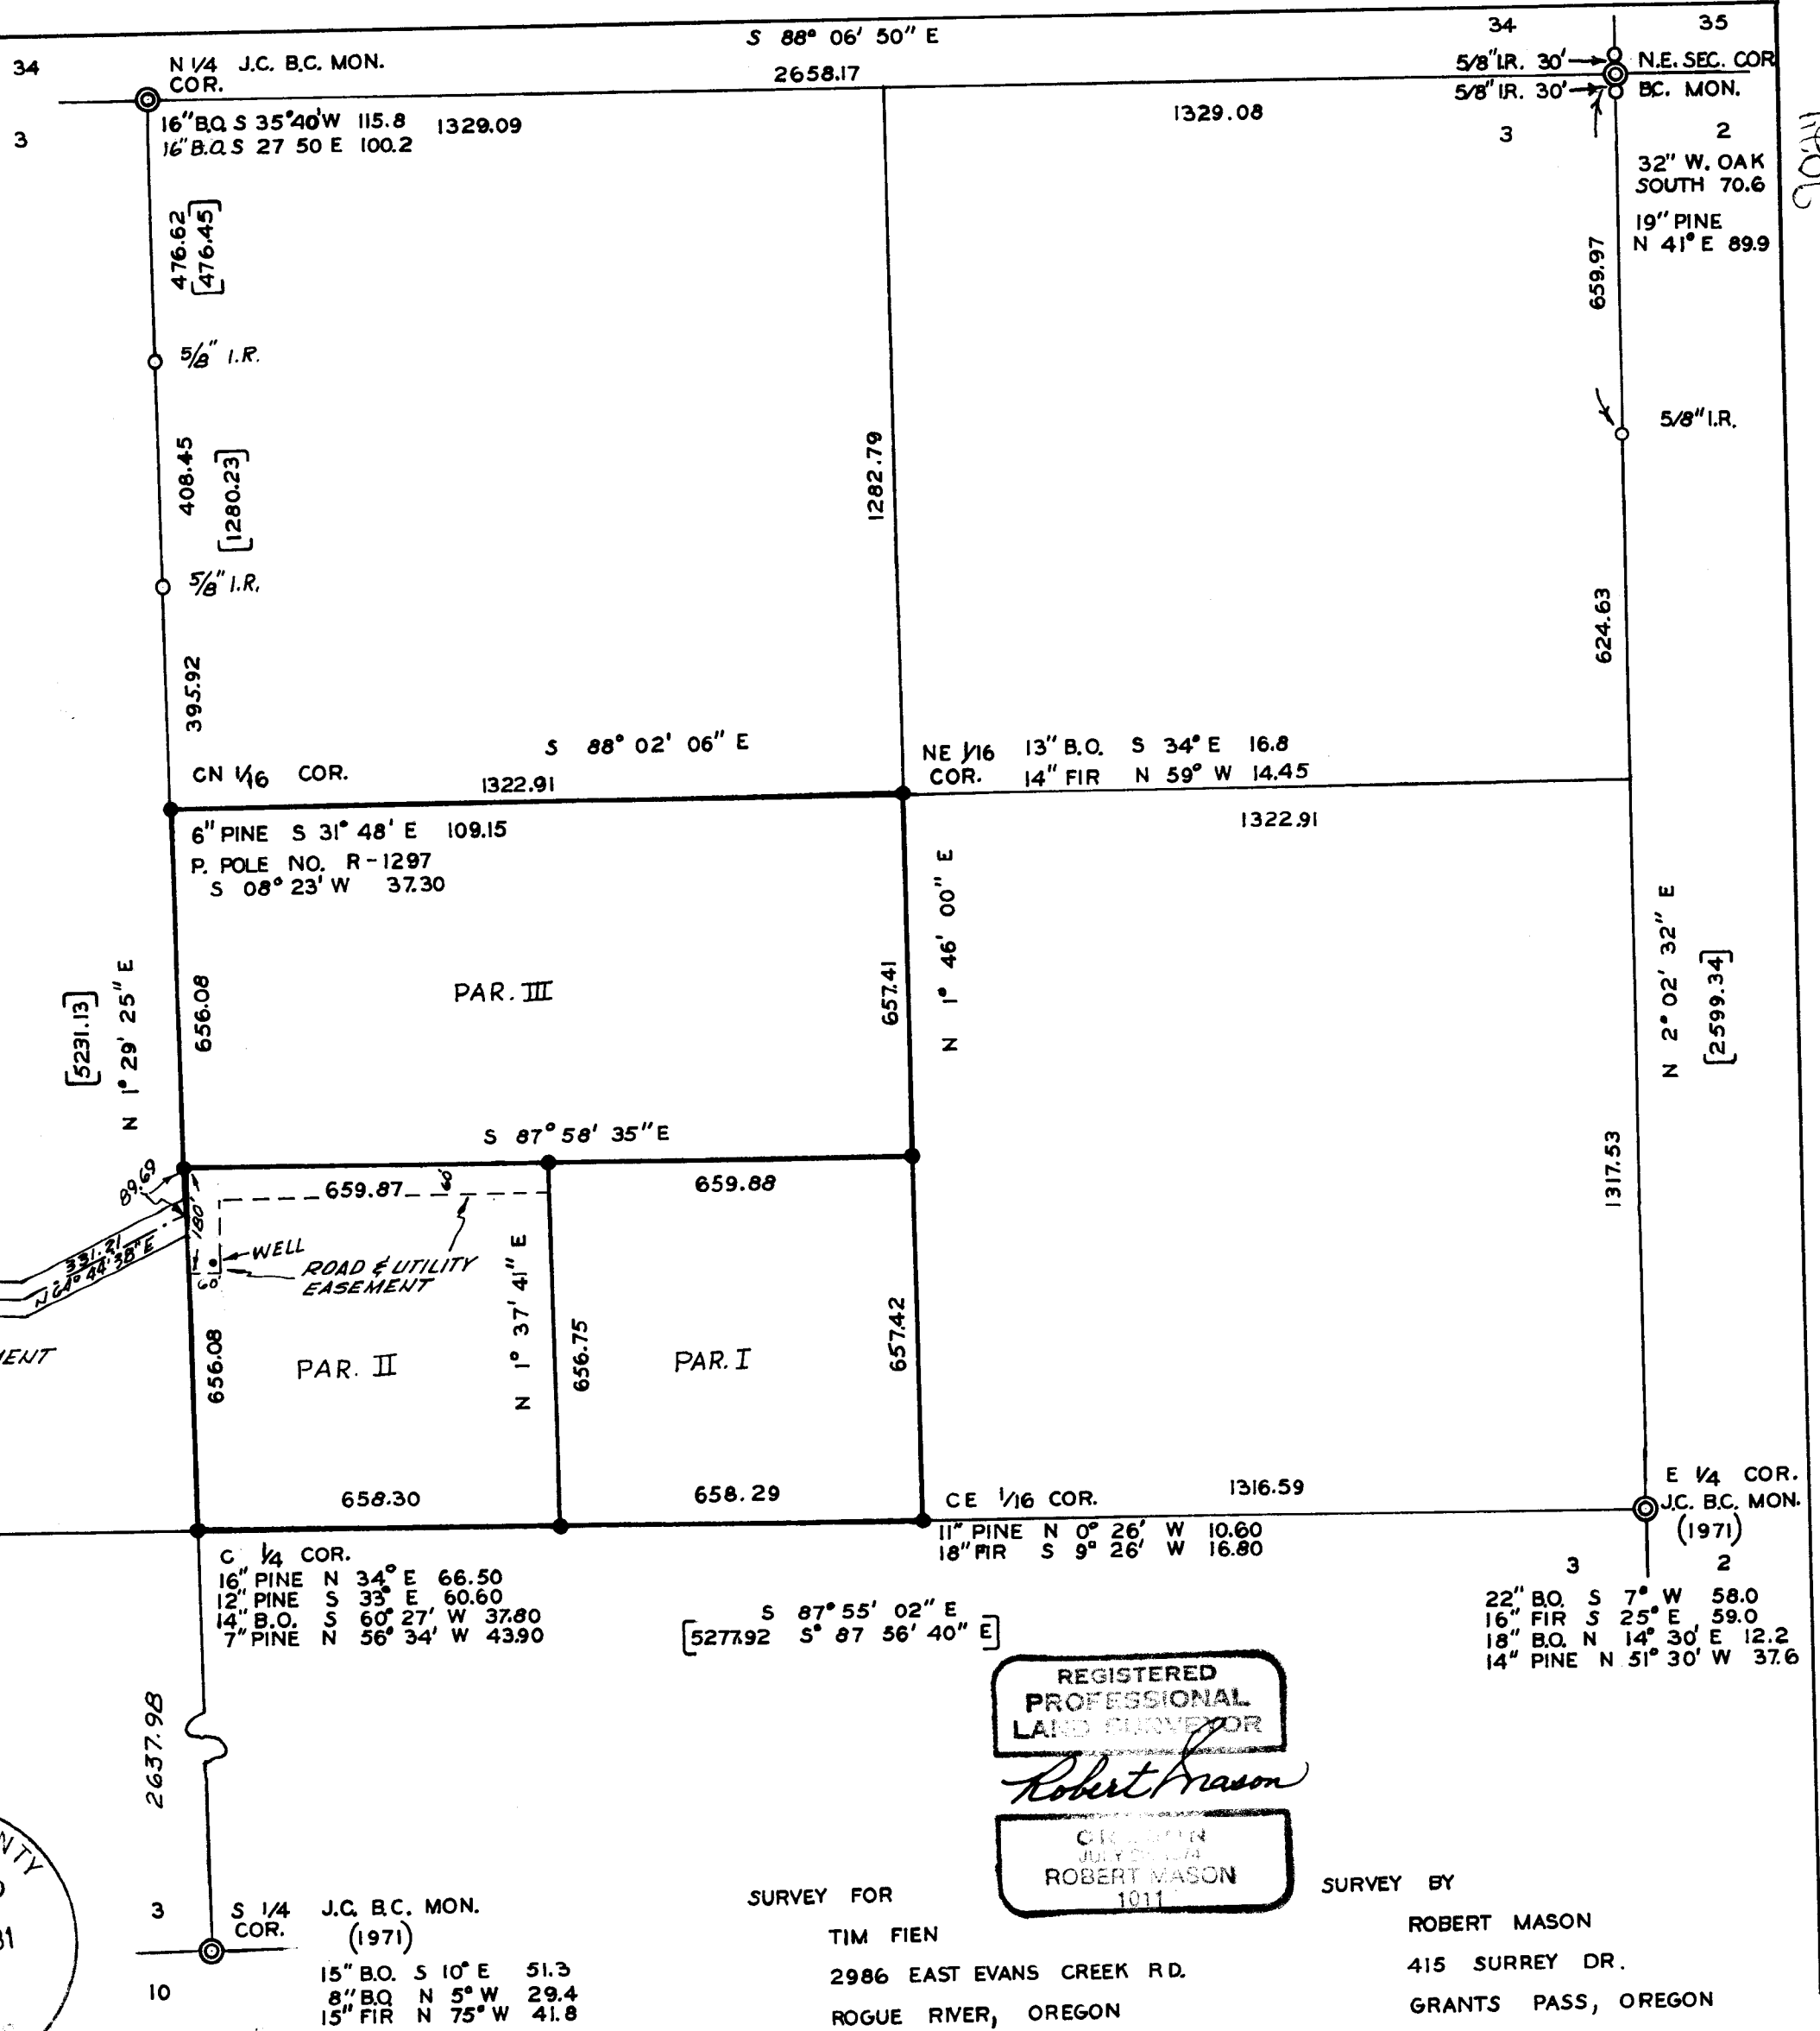 S 88° 06' 50" E
34
35
34
N 1/4 J.C. B.C. MON.
COR.
2658.17
5/8" I.R. 30'
N.E. SEC. COR
5/8" I.R. 30'
BC. MON.
3
16" B.O. S 35° 40' W 115.8
16" B.O. S 27 50 E 100.2
1329.09
1329.08
3
2
32" W. OAK
SOUTH 70.6
19" PINE
N 41° E 89.9
476.62
[476.45]
659.97
5/8" I.R.
5/8" I.R.
408.45
[1280.23]
1282.79
5/8" I.R.
624.63
395.92
S 88° 02' 06" E
CN 1/16 COR.
1322.91
NE 1/16
COR.
13" B.O. S 34° E 16.8
14" FIR N 59° W 14.45
1322.91
6" PINE S 31° 48' E 109.15
P. POLE NO. R-1297
S 08° 23' W 37.30
[5231.13]
N 1° 29' 25" E
656.08
PAR. III
657.41
N 1° 46' 00" E
N 2° 02' 32" E
[2599.34]
S 87° 58' 35" E
89.69
659.87
60'
659.88
1317.53
180'
WELL
60'
ROAD & UTILITY
EASEMENT
331.21
N 64° 44' 38" E
MENT
656.08
PAR. II
N 1° 37' 41" E
656.75
PAR. I
657.42
658.30
658.29
CE 1/16 COR.
1316.59
E 1/4 COR.
J.C. B.C. MON.
(1971)
11" PINE N 0° 26' W 10.60
18" FIR S 9° 26' W 16.80
C 1/4 COR.
16" PINE N 34° E 66.50
12" PINE S 33° E 60.60
14" B.O. S 60° 27' W 37.80
7" PINE N 56° 34' W 43.90
3
2
22" B.O. S 7° W 58.0
16" FIR S 25° E 59.0
18" B.O. N 14° 30' E 12.2
14" PINE N 51° 30' W 37.6
S 87° 55' 02" E
[5277.92 S° 87 56' 40" E]
2637.98
REGISTERED
PROFESSIONAL
LAND SURVEYOR
Robert Mason
OREGON
JULY
ROBERT MASON
1011
NTY
31
3
S 1/4
COR.
J.C. B.C. MON.
(1971)
10
15" B.O. S 10° E 51.3
8" B.O. N 5° W 29.4
15" FIR N 75° W 41.8
SURVEY FOR
TIM FIEN
2986 EAST EVANS CREEK RD.
ROGUE RIVER, OREGON
SURVEY BY
ROBERT MASON
415 SURREY DR.
GRANTS PASS, OREGON